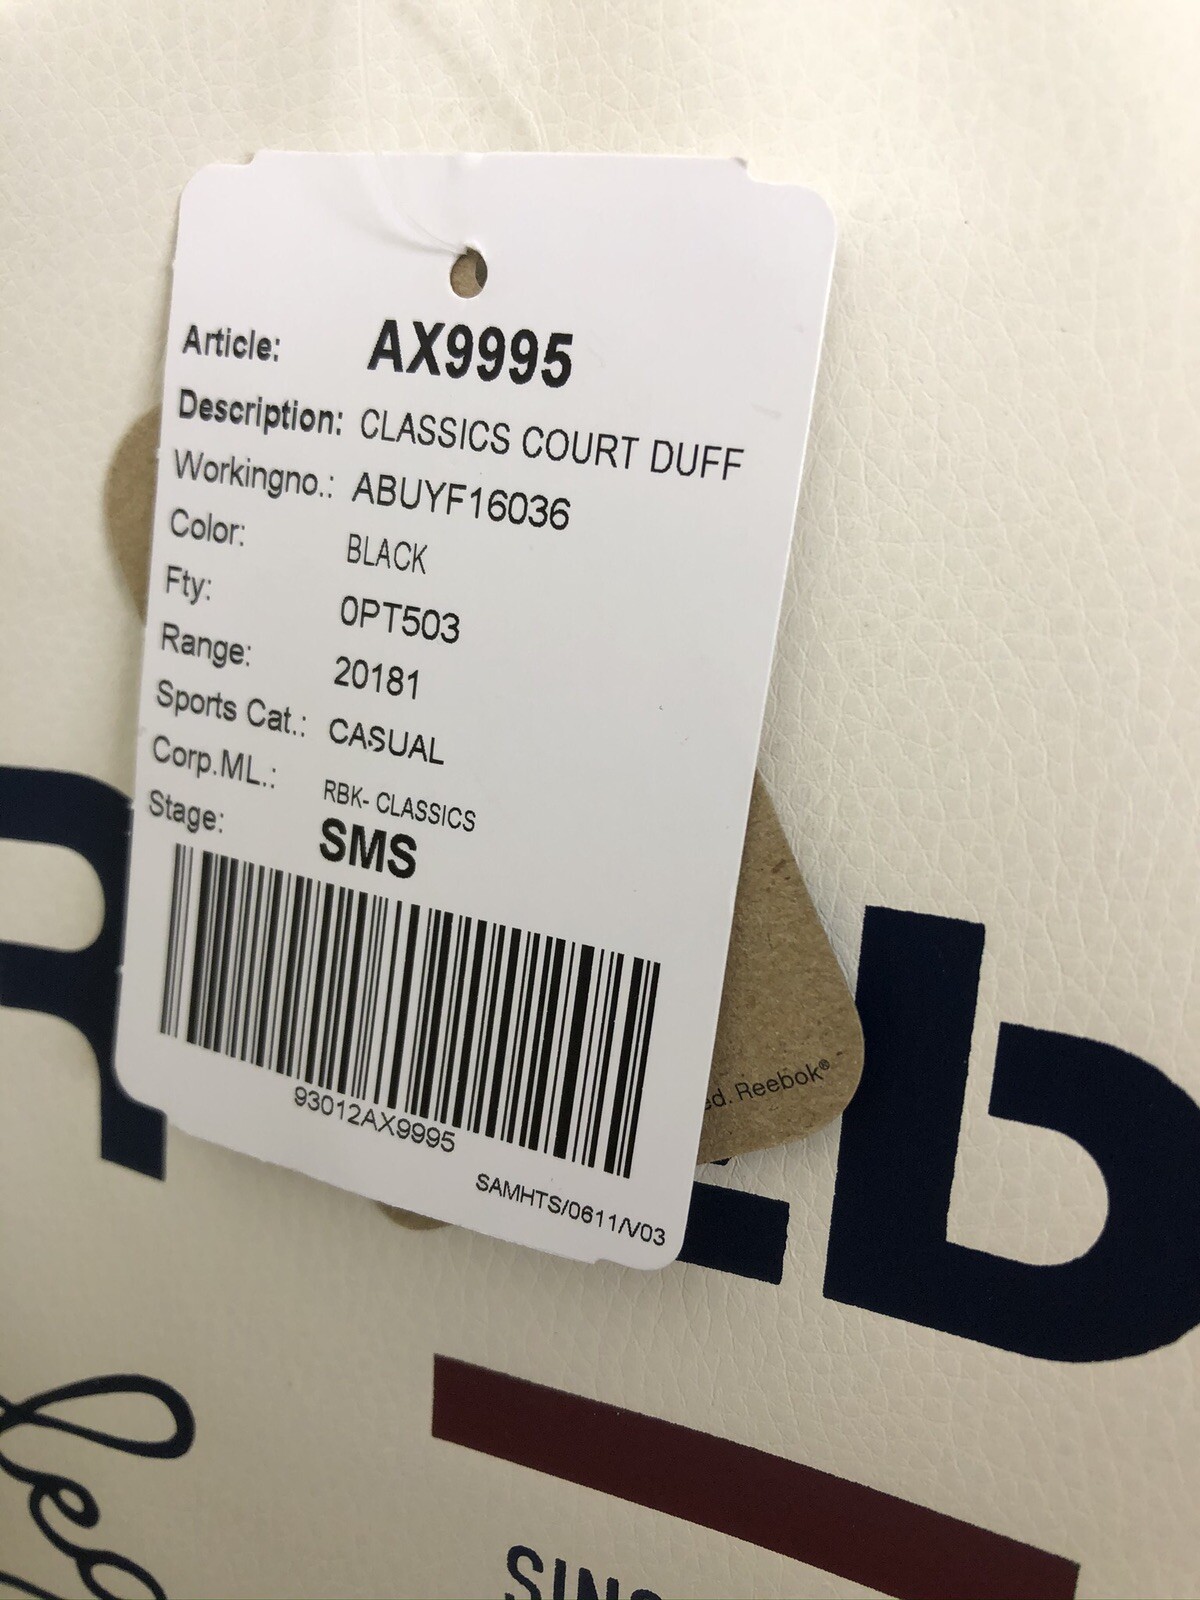 Article: AX9995
Description: CLASSICS COURT DUFF
Workingno.: ABUYF16036
Color: BLACK
Fty: 0PT503
Range: 20181
Sports Cat.: CASUAL
Corp.ML.: RBK- CLASSICS
Stage: SMS
93012AX9995
SAMHTS/0611/V03
Reebok®